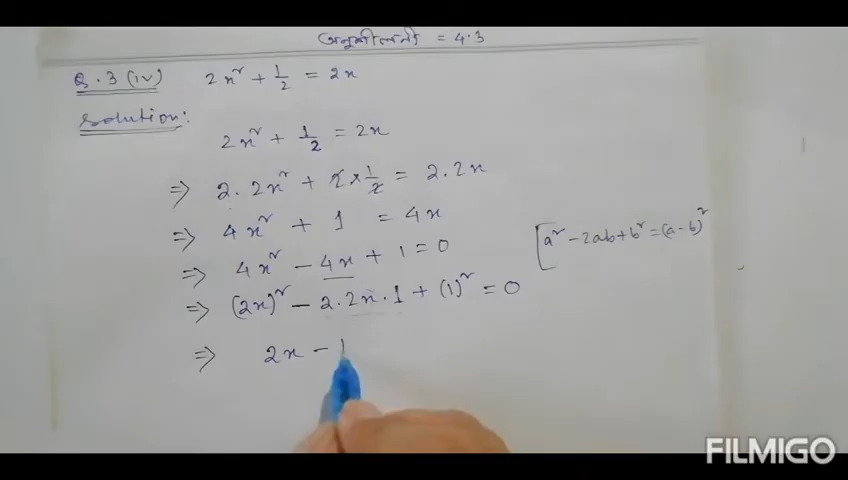 অনুশীলনী = 4.3
Q.3 (iv) 2x² + 1/2 = 2x
Solution:
2x² + 1/2 = 2x
⇒ 2.2x² + 2×1/2 = 2.2x
⇒ 4x² + 1 = 4x
⇒ 4x² - 4x + 1 = 0
[a² - 2ab + b² = (a-b)²
⇒ (2x)² - 2.2x.1 + (1)² = 0
⇒ 2x - 1
FILMIGO